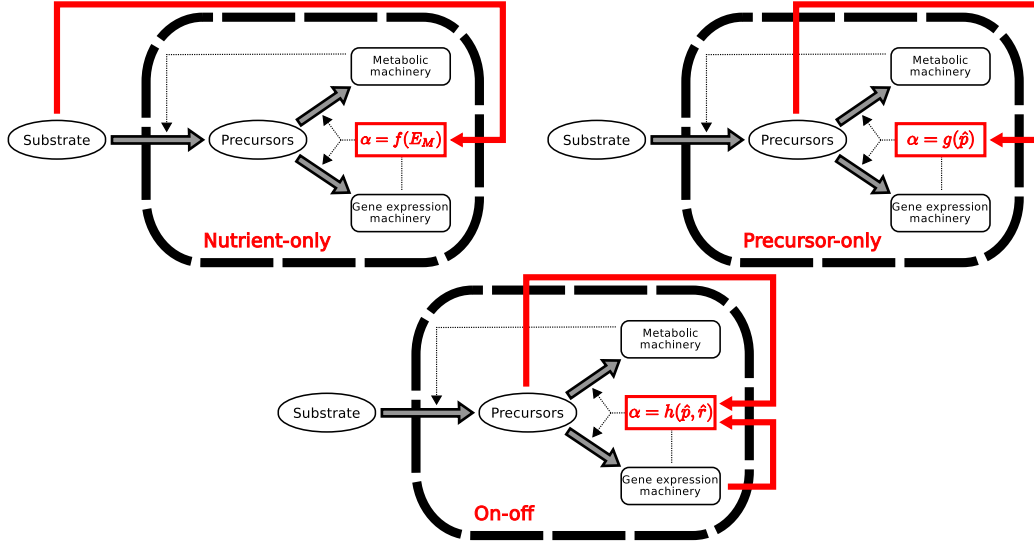 Metabolic
machinery
Substrate
Precursors
α = f(E_M)
Gene expression
machinery
Nutrient-only
Metabolic
machinery
Substrate
Precursors
α = g(p̂)
Gene expression
machinery
Precursor-only
Metabolic
machinery
Substrate
Precursors
α = h(p̂, r̂)
Gene expression
machinery
On-off